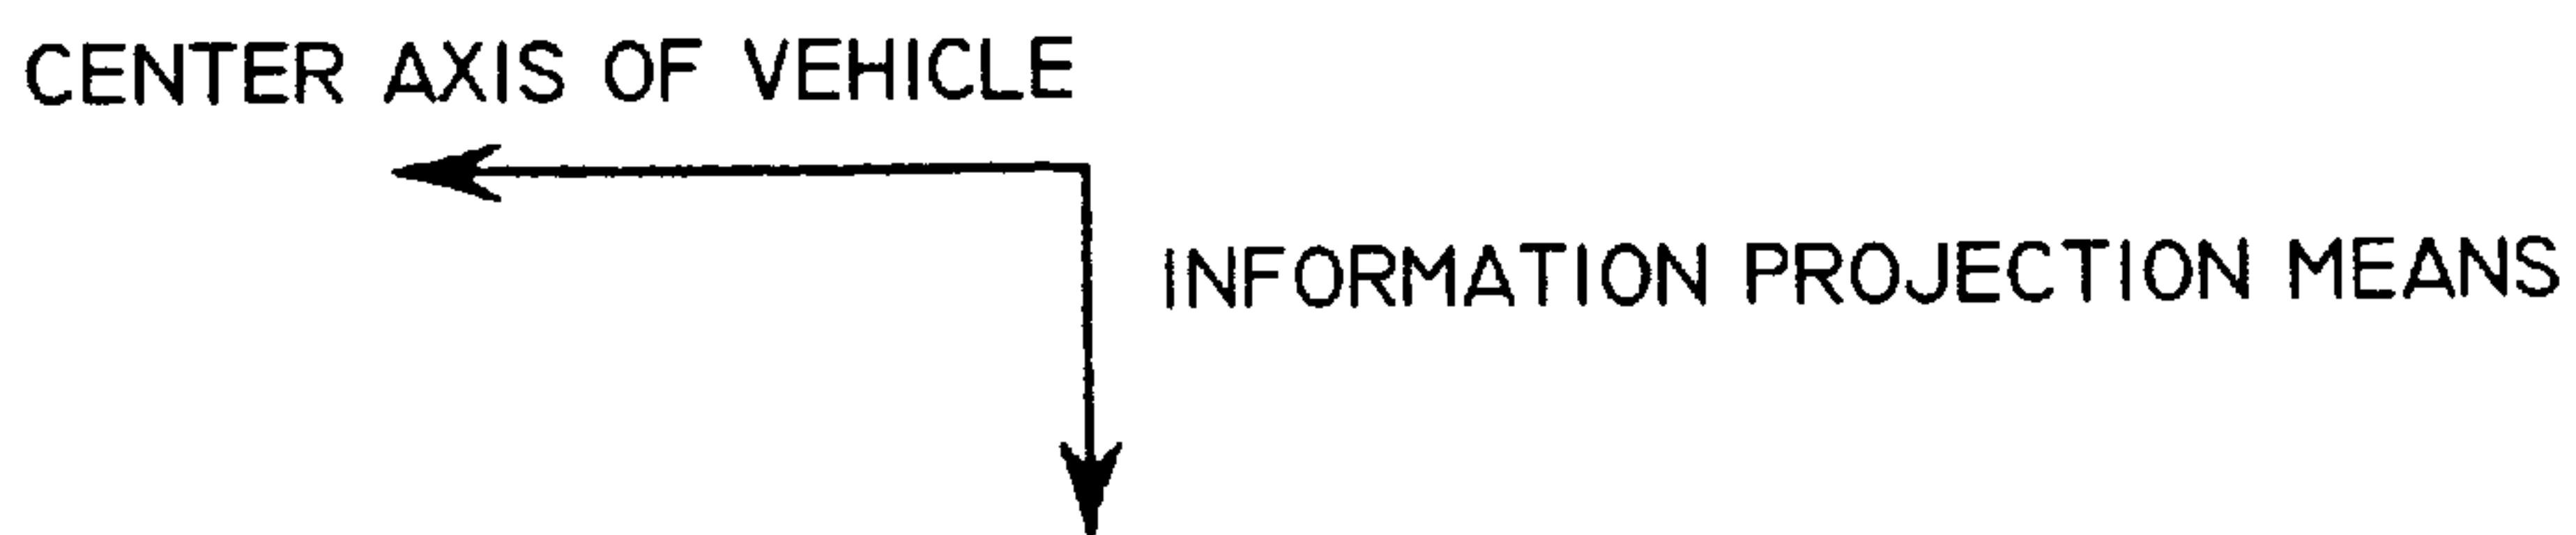 CENTER AXIS OF VEHICLE
INFORMATION PROJECTION MEANS